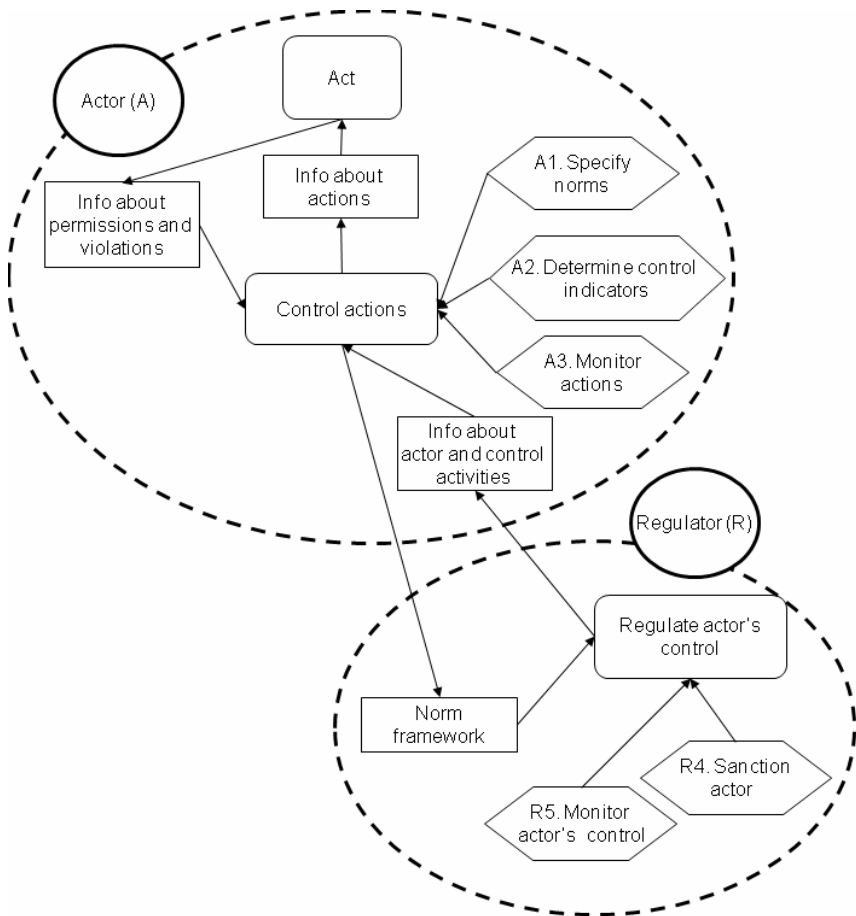 Act
Actor (A)
A1. Specify
norms
Info about
actions
Info about
permissions and
violations
A2. Determine control
indicators
Control actions
A3. Monitor
actions
Info about
actor and control
activities
Regulator (R)
Regulate actor's
control
Norm
framework
R4. Sanction
actor
R5. Monitor
actor's control